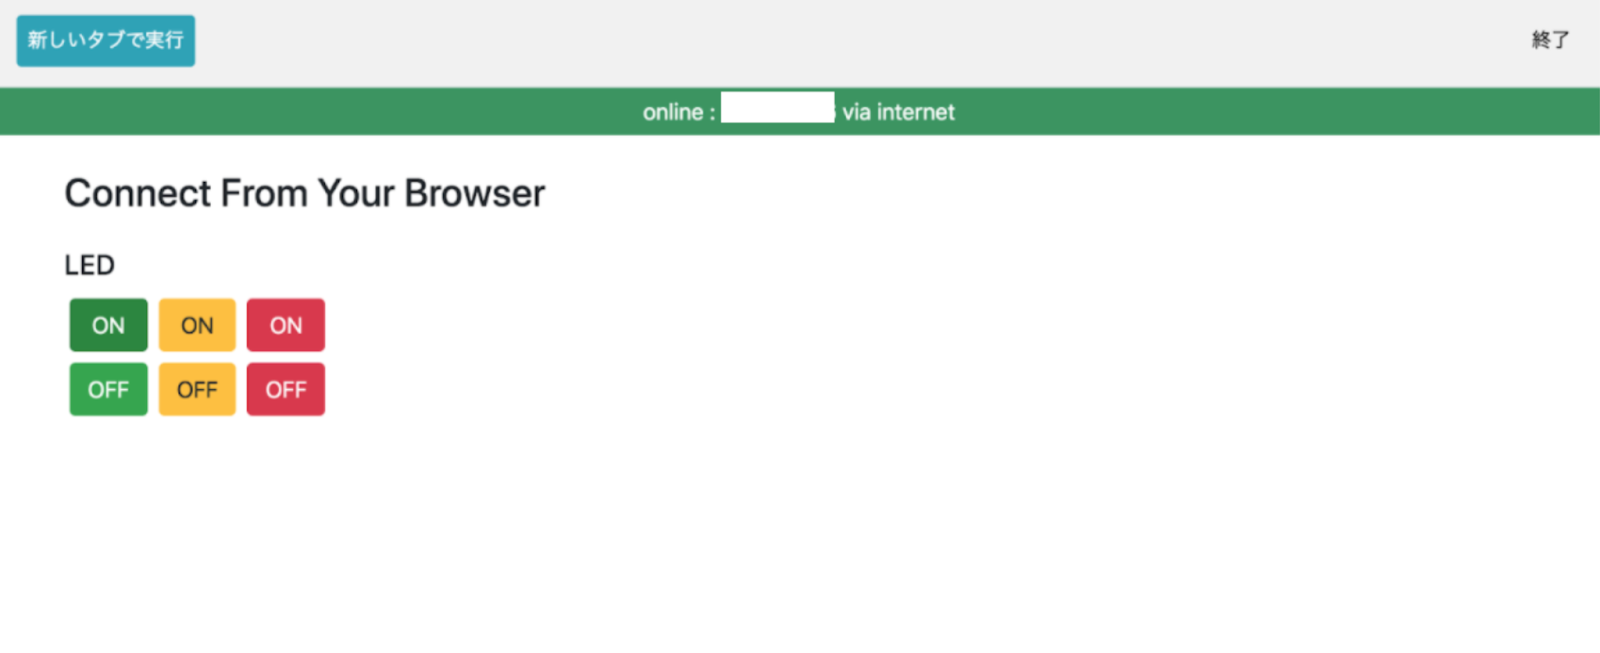 新しいタブで実行
終了
online : via internet
Connect From Your Browser
LED
ON ON ON
OFF OFF OFF